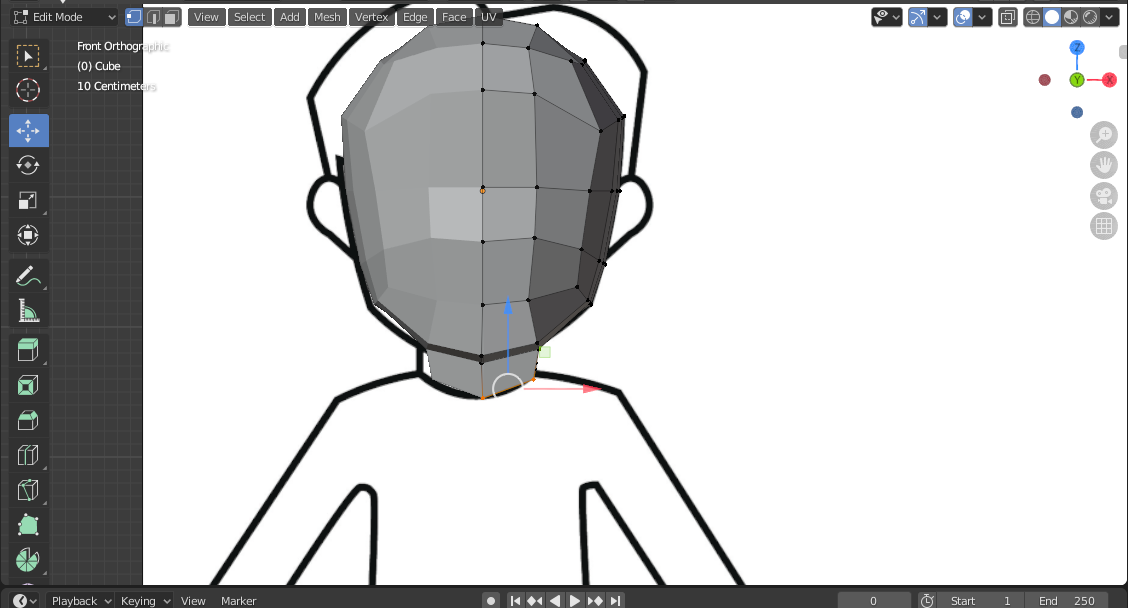 Edit Mode View Select Add Mesh Vertex Edge Face UV
Front Orthographic
(0) Cube
10 Centimeters
Z
Y
X
Playback Keying View Marker 0 Start 1 End 250